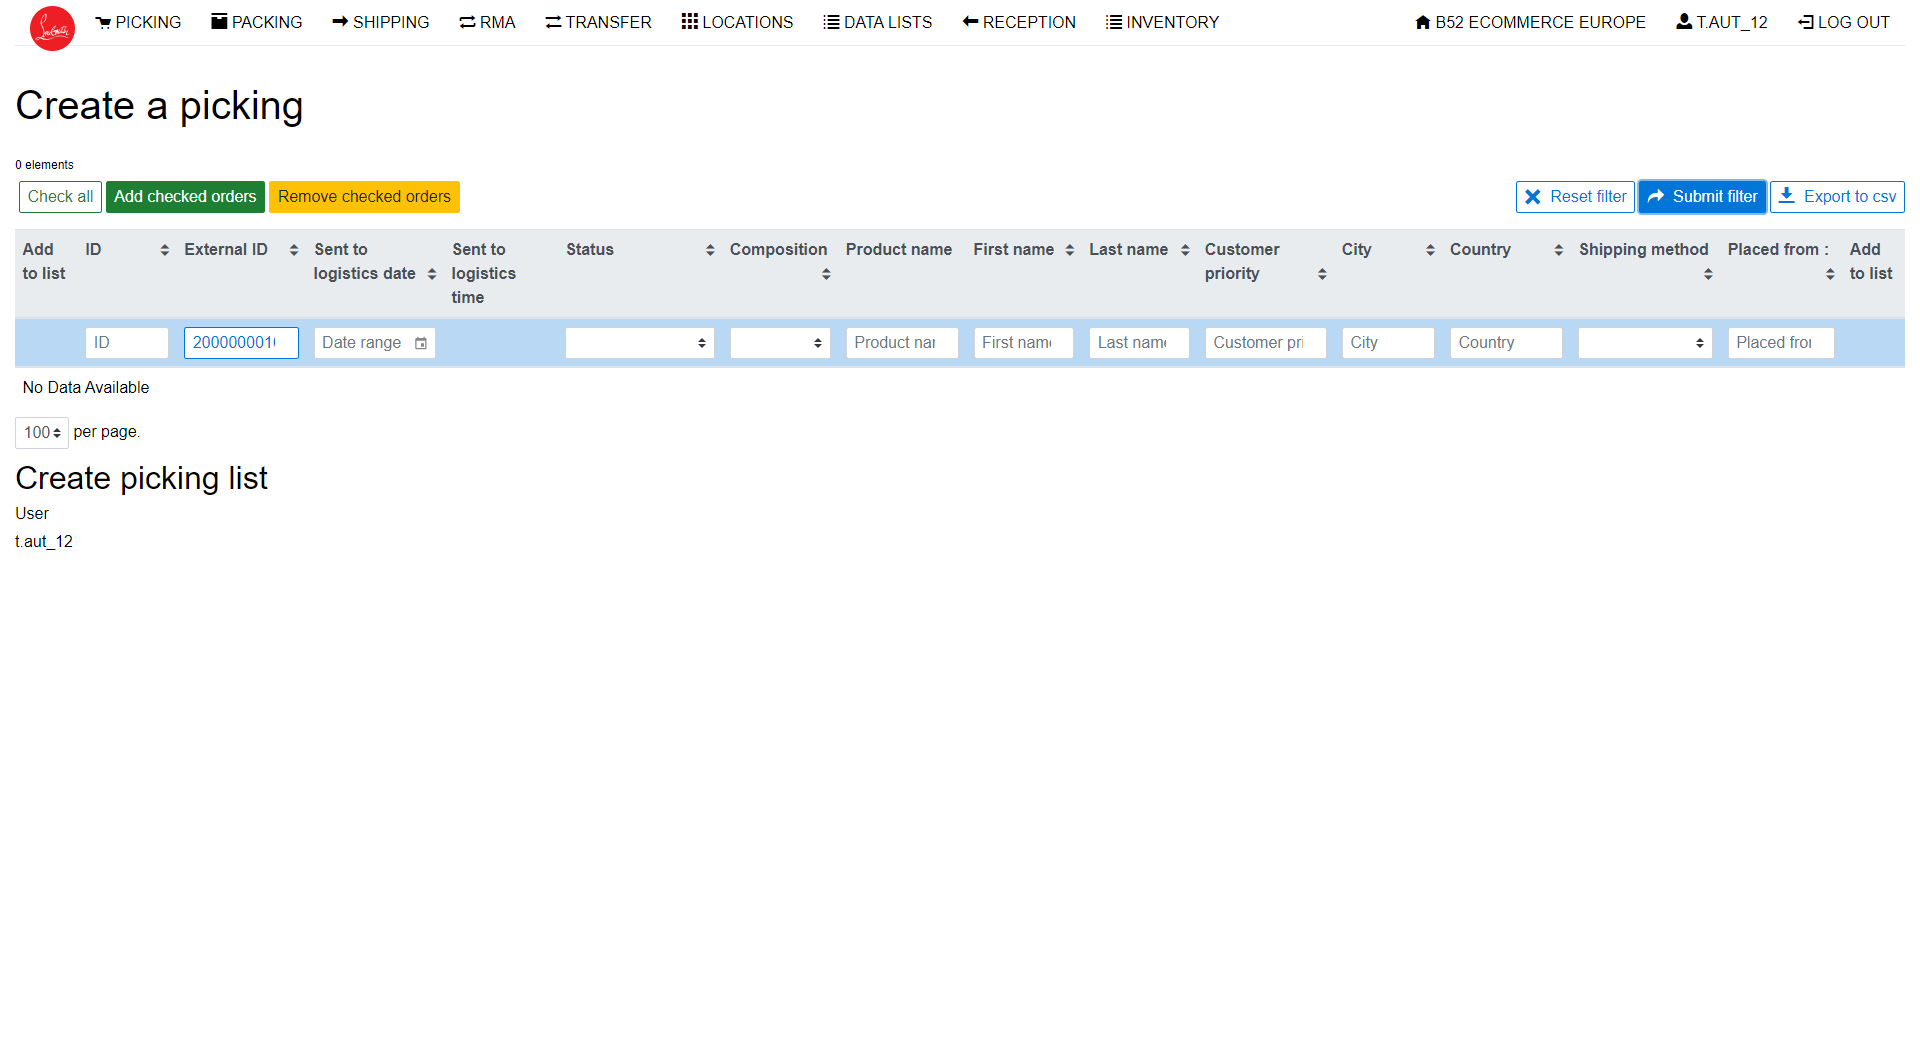 PICKING PACKING SHIPPING RMA TRANSFER LOCATIONS DATA LISTS RECEPTION INVENTORY B52 ECOMMERCE EUROPE T.AUT_12 LOG OUT
Create a picking
0 elements
Check all Add checked orders Remove checked orders Reset filter Submit filter Export to csv
Add ID External ID Sent to Sent to Status Composition Product name First name Last name Customer City Country Shipping method Placed from : Add
to list logistics date logistics priority to list
time
ID 200000001 Date range Product nar First name Last name Customer pri City Country Placed fror
No Data Available
100 per page.
Create picking list
User
t.aut_12